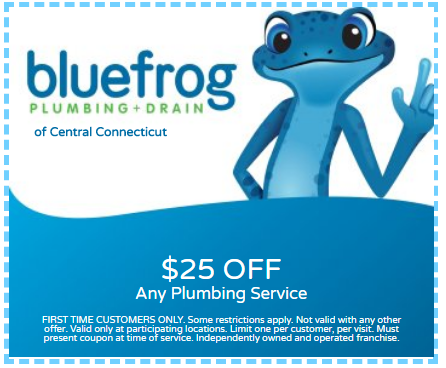 bluefrog
PLUMBING + DRAIN
of Central Connecticut
$25 OFF
Any Plumbing Service
FIRST TIME CUSTOMERS ONLY. Some restrictions apply. Not valid with any other
offer. Valid only at participating locations. Limit one per customer, per visit. Must
present coupon at time of service. Independently owned and operated franchise.